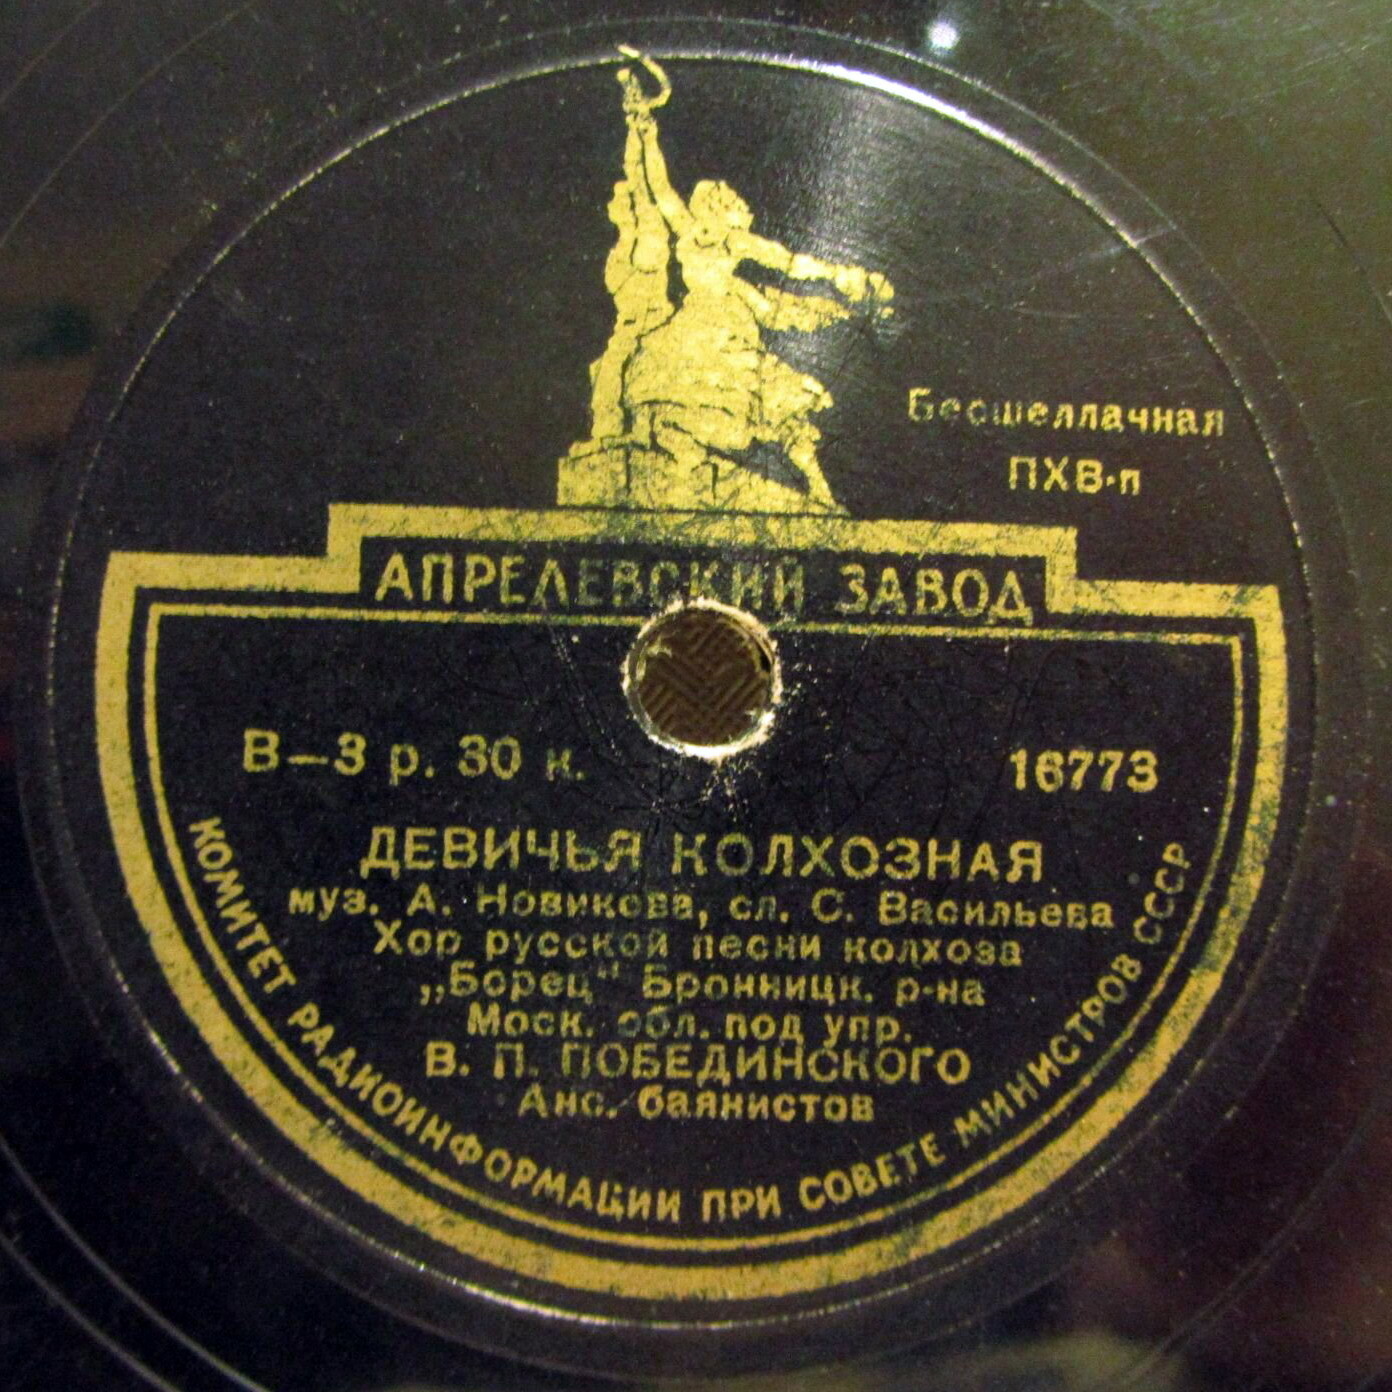 Бесшеллачная
ПХВ-п
АПРЕЛЕВСКИЙ ЗАВОД
В-3 р. 30 к.
16773
ДЕВИЧЬЯ КОЛХОЗНАЯ
муз. А. Новикова, сл. С. Васильева
Хор русской песни колхоза
„Борец" Бронницк. р-на
Моск. обл. под упр.
В. П. ПОБЕДИНСКОГО
Анс. баянистов
КОМИТЕТ РАДИОИНФОРМАЦИИ ПРИ СОВЕТЕ МИНИСТРОВ СССР